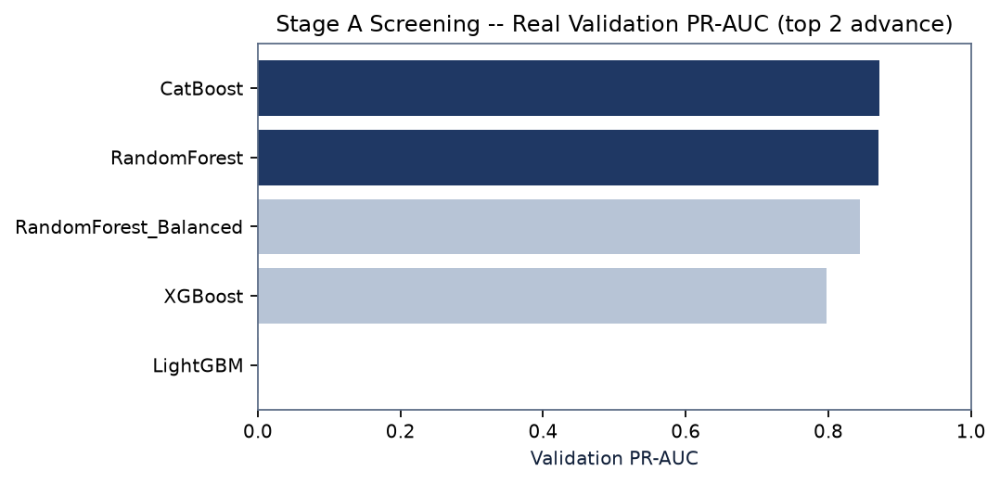 Stage A Screening -- Real Validation PR-AUC (top 2 advance)
CatBoost
RandomForest
RandomForest_Balanced
XGBoost
LightGBM
0.0 0.2 0.4 0.6 0.8 1.0
Validation PR-AUC